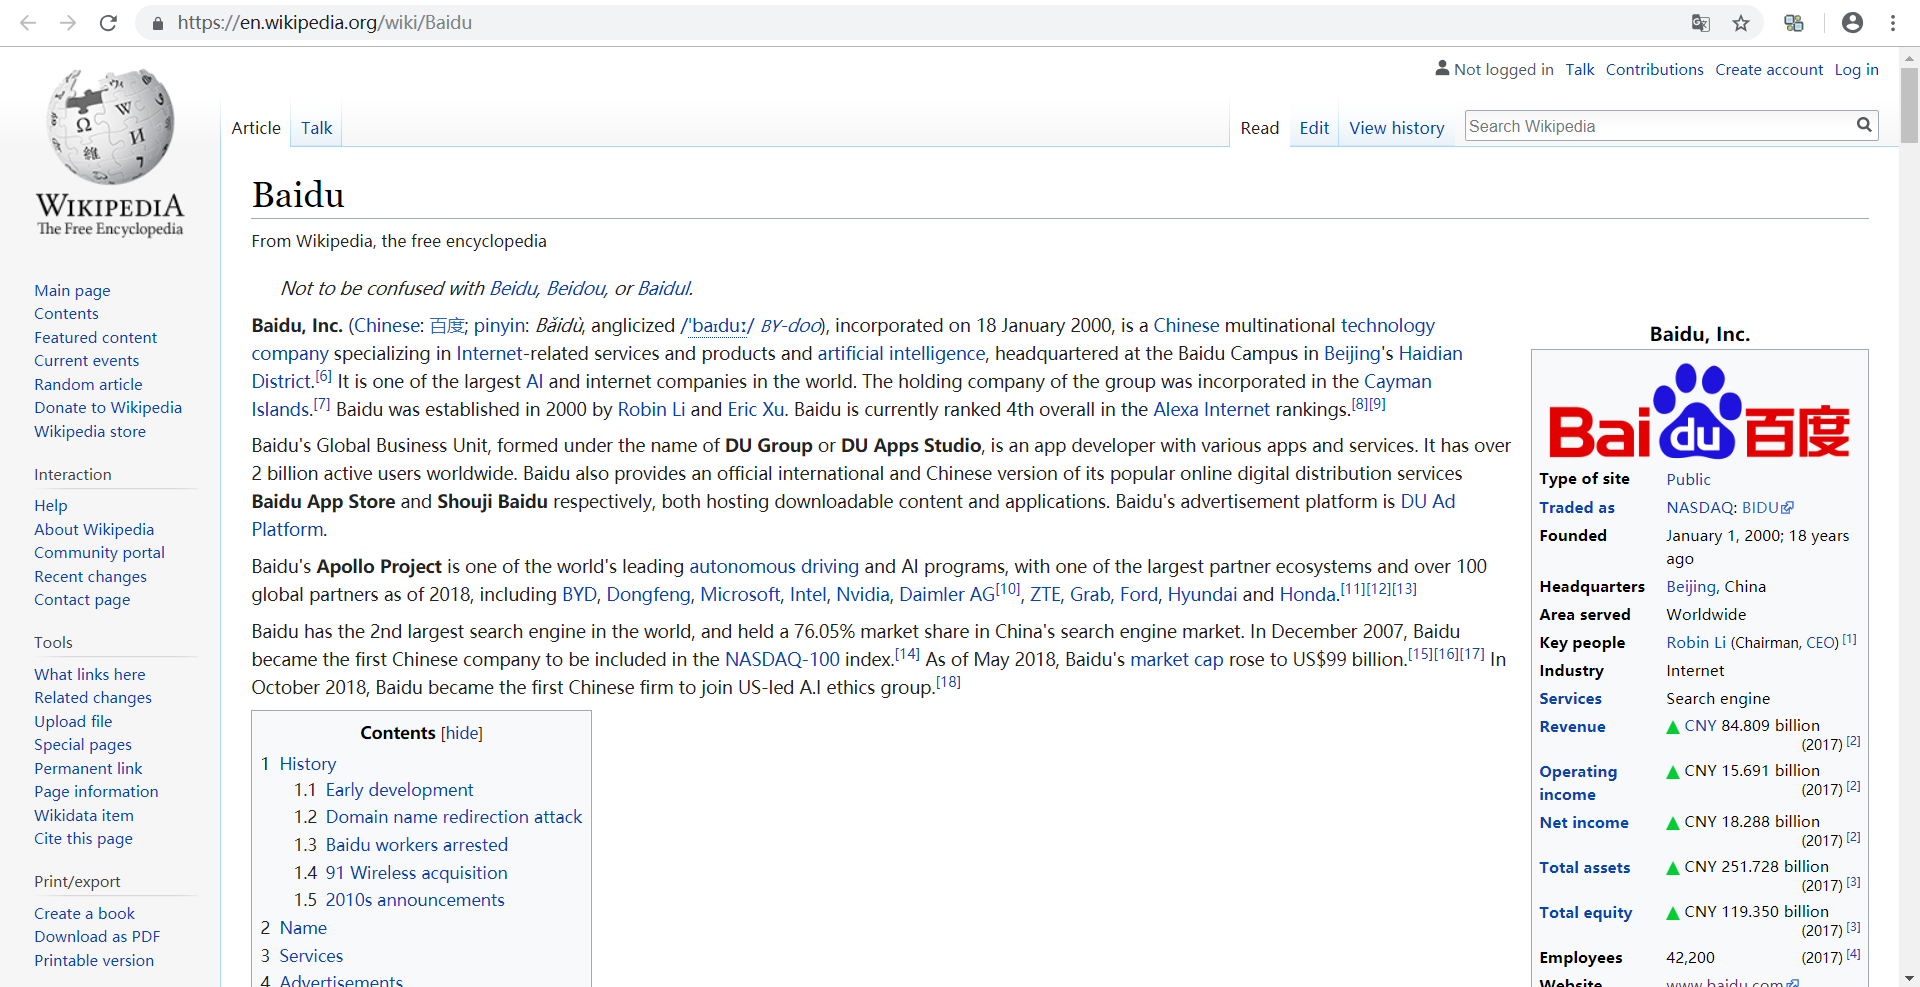 https://en.wikipedia.org/wiki/Baidu
Not logged in Talk Contributions Create account Log in
Article Talk Read Edit View history Search Wikipedia
WIKIPEDIA
The Free Encyclopedia
Main page
Contents
Featured content
Current events
Random article
Donate to Wikipedia
Wikipedia store
Interaction
Help
About Wikipedia
Community portal
Recent changes
Contact page
Tools
What links here
Related changes
Upload file
Special pages
Permanent link
Page information
Wikidata item
Cite this page
Print/export
Create a book
Download as PDF
Printable version
Baidu
From Wikipedia, the free encyclopedia
Not to be confused with Beidu, Beidou, or Baidul.
Baidu, Inc. (Chinese: 百度; pinyin: Bǎidù, anglicized /ˈbaɪduː/ BY-doo), incorporated on 18 January 2000, is a Chinese multinational technology
company specializing in Internet-related services and products and artificial intelligence, headquartered at the Baidu Campus in Beijing's Haidian
District.[6] It is one of the largest AI and internet companies in the world. The holding company of the group was incorporated in the Cayman
Islands.[7] Baidu was established in 2000 by Robin Li and Eric Xu. Baidu is currently ranked 4th overall in the Alexa Internet rankings.[8][9]
Baidu's Global Business Unit, formed under the name of DU Group or DU Apps Studio, is an app developer with various apps and services. It has over
2 billion active users worldwide. Baidu also provides an official international and Chinese version of its popular online digital distribution services
Baidu App Store and Shouji Baidu respectively, both hosting downloadable content and applications. Baidu's advertisement platform is DU Ad
Platform.
Baidu's Apollo Project is one of the world's leading autonomous driving and AI programs, with one of the largest partner ecosystems and over 100
global partners as of 2018, including BYD, Dongfeng, Microsoft, Intel, Nvidia, Daimler AG[10], ZTE, Grab, Ford, Hyundai and Honda.[11][12][13]
Baidu has the 2nd largest search engine in the world, and held a 76.05% market share in China's search engine market. In December 2007, Baidu
became the first Chinese company to be included in the NASDAQ-100 index.[14] As of May 2018, Baidu's market cap rose to US$99 billion.[15][16][17] In
October 2018, Baidu became the first Chinese firm to join US-led A.I ethics group.[18]
Contents [hide]
1 History
1.1 Early development
1.2 Domain name redirection attack
1.3 Baidu workers arrested
1.4 91 Wireless acquisition
1.5 2010s announcements
2 Name
3 Services
4 Advertisements
Baidu, Inc.
Bai du 百度
Type of site Public
Traded as NASDAQ: BIDU
Founded January 1, 2000; 18 years
ago
Headquarters Beijing, China
Area served Worldwide
Key people Robin Li (Chairman, CEO) [1]
Industry Internet
Services Search engine
Revenue ▲ CNY 84.809 billion
(2017) [2]
Operating ▲ CNY 15.691 billion
income (2017) [2]
Net income ▲ CNY 18.288 billion
(2017) [2]
Total assets ▲ CNY 251.728 billion
(2017) [3]
Total equity ▲ CNY 119.350 billion
(2017) [3]
Employees 42,200 (2017) [4]
Website www.baidu.com